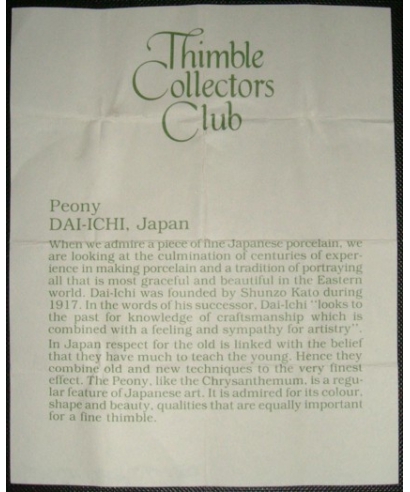 Thimble
Collectors
Club
Peony
DAI-ICHI, Japan
When we admire a piece of fine Japanese porcelain, we
are looking at the culmination of centuries of exper-
ience in making porcelain and a tradition of portraying
all that is most graceful and beautiful in the Eastern
world. Dai-Ichi was founded by Shunzo Kato during
1917. In the words of his successor, Dai-Ichi "looks to
the past for knowledge of craftsmanship which is
combined with a feeling and sympathy for artistry".
In Japan respect for the old is linked with the belief
that they have much to teach the young. Hence they
combine old and new techniques to the very finest
effect. The Peony, like the Chrysanthemum, is a regu-
lar feature of Japanese art. It is admired for its colour,
shape and beauty, qualities that are equally important
for a fine thimble.